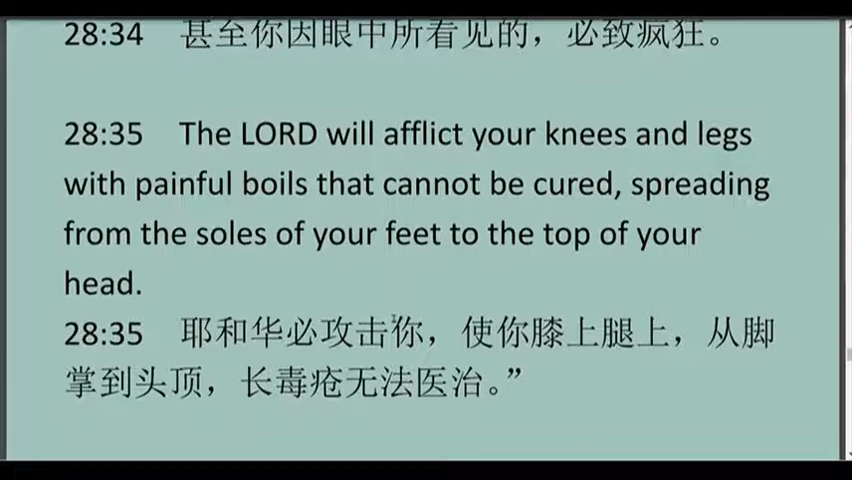 28:34 甚至你因眼中所看见的，必致疯狂。
28:35 The LORD will afflict your knees and legs
with painful boils that cannot be cured, spreading
from the soles of your feet to the top of your
head.
28:35 耶和华必攻击你，使你膝上腿上，从脚
掌到头顶，长毒疮无法医治。”